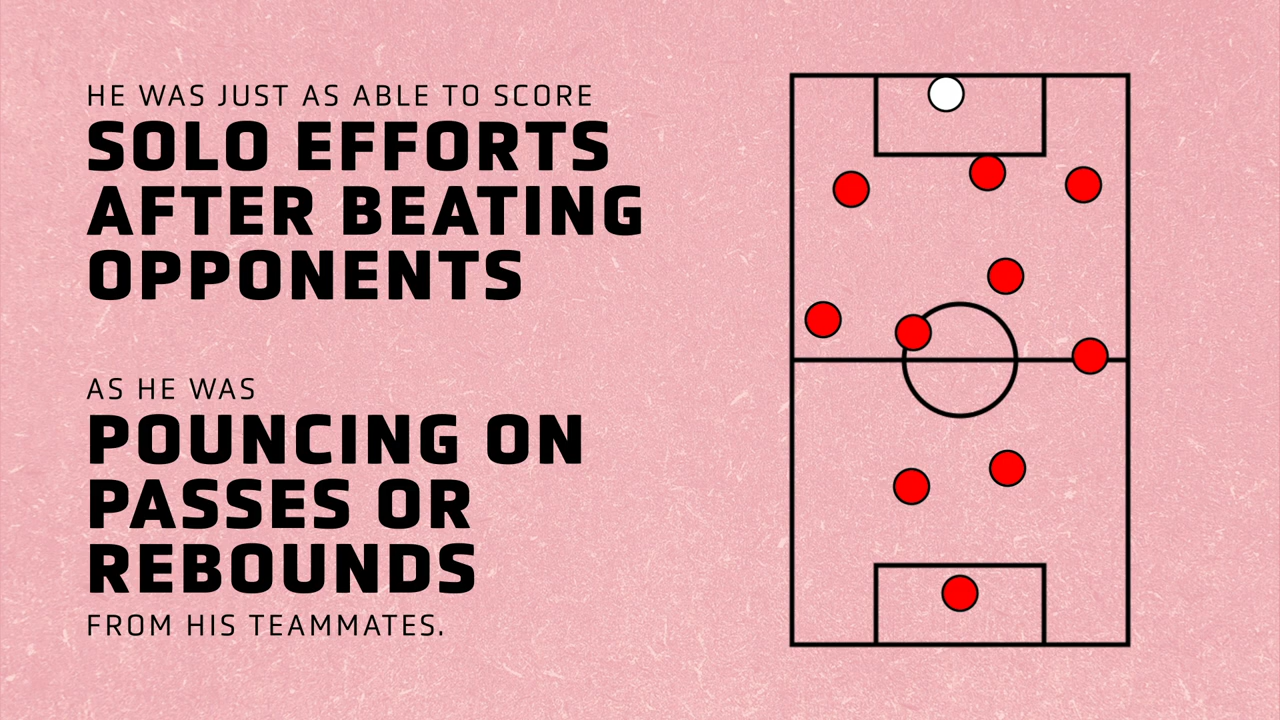 HE WAS JUST AS ABLE TO SCORE
SOLO EFFORTS
AFTER BEATING
OPPONENTS
AS HE WAS
POUNCING ON
PASSES OR
REBOUNDS
FROM HIS TEAMMATES.